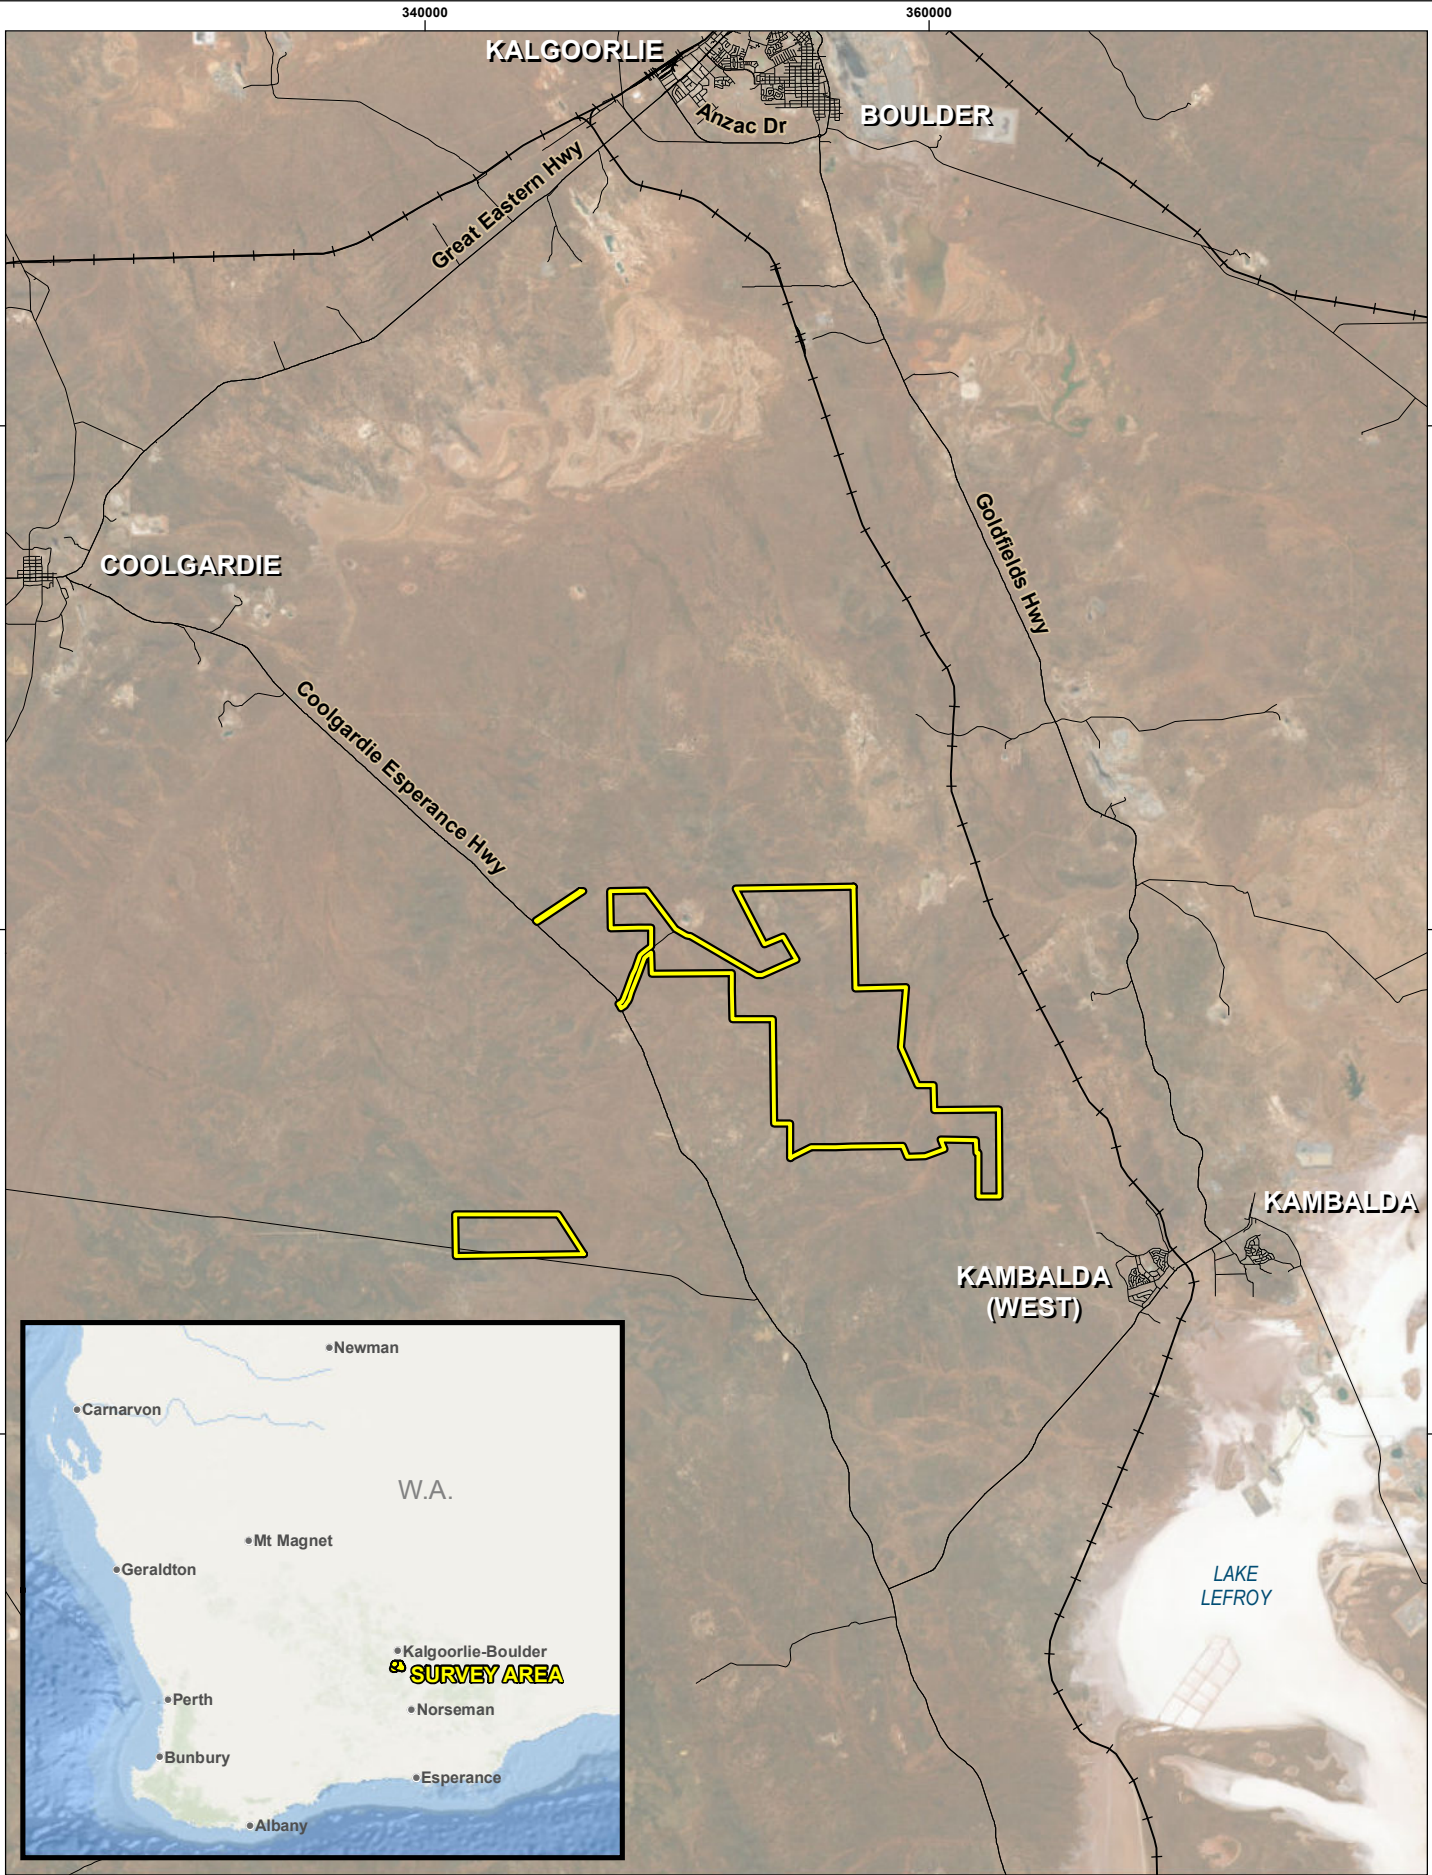 340000
360000
KALGOORLIE
Anzac Dr
BOULDER
Great Eastern Hwy
Goldfields Hwy
COOLGARDIE
Coolgardie Esperance Hwy
KAMBALDA
KAMBALDA
(WEST)
LAKE
LEFROY
Newman
Carnarvon
W.A.
Mt Magnet
Geraldton
Kalgoorlie-Boulder
SURVEY AREA
Perth
Norseman
Bunbury
Esperance
Albany